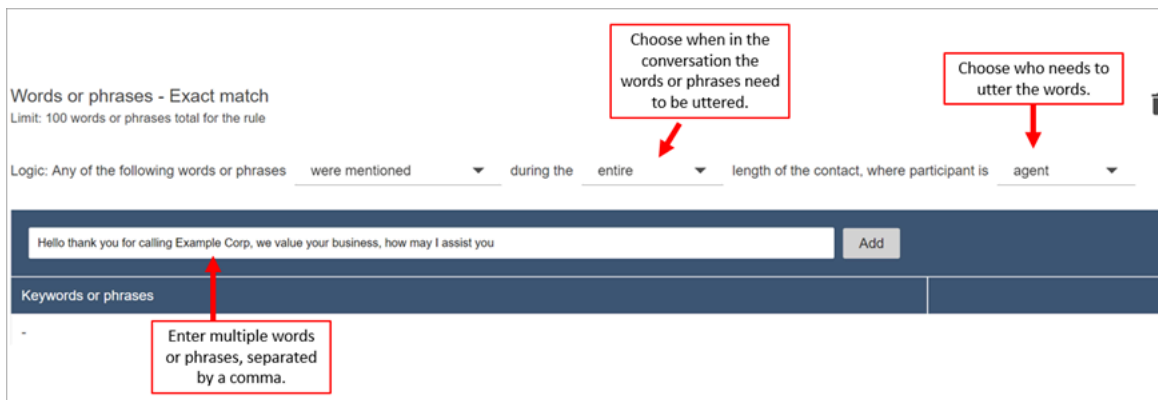 Choose when in the
conversation the
words or phrases need
to be uttered.
Choose who needs to
utter the words.
Words or phrases - Exact match
Limit: 100 words or phrases total for the rule
Logic: Any of the following words or phrases were mentioned during the entire length of the contact, where participant is agent
Hello thank you for calling Example Corp, we value your business, how may I assist you
Add
Keywords or phrases
-
Enter multiple words
or phrases, separated
by a comma.